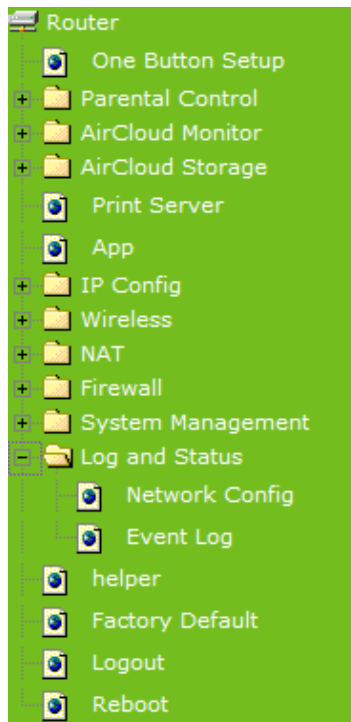 Router
One Button Setup
Parental Control
AirCloud Monitor
AirCloud Storage
Print Server
App
IP Config
Wireless
NAT
Firewall
System Management
Log and Status
Network Config
Event Log
helper
Factory Default
Logout
Reboot